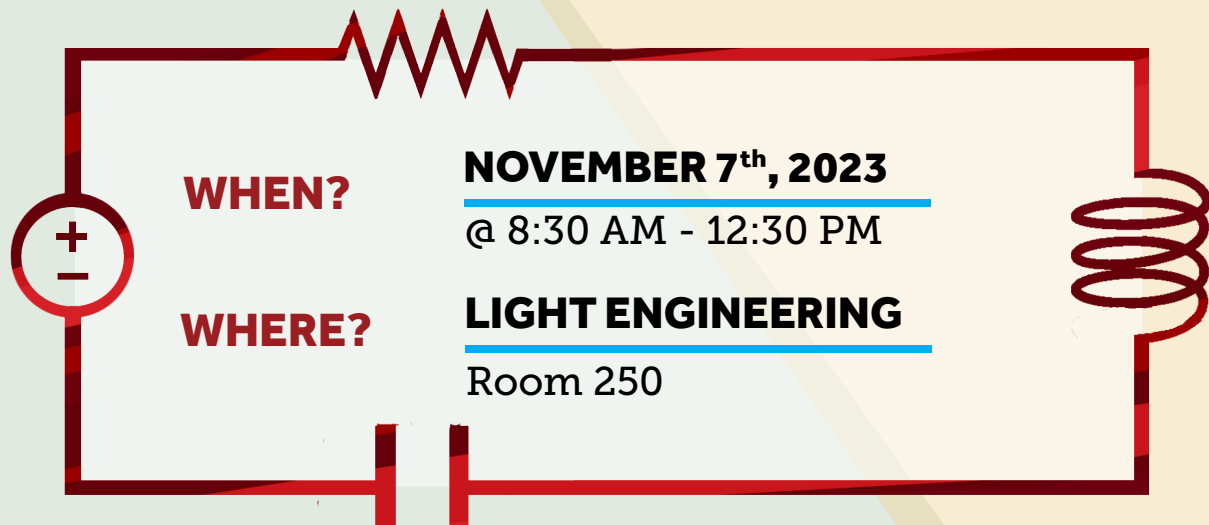 WHEN?
NOVEMBER 7th, 2023
@ 8:30 AM - 12:30 PM
WHERE?
LIGHT ENGINEERING
Room 250
+
−